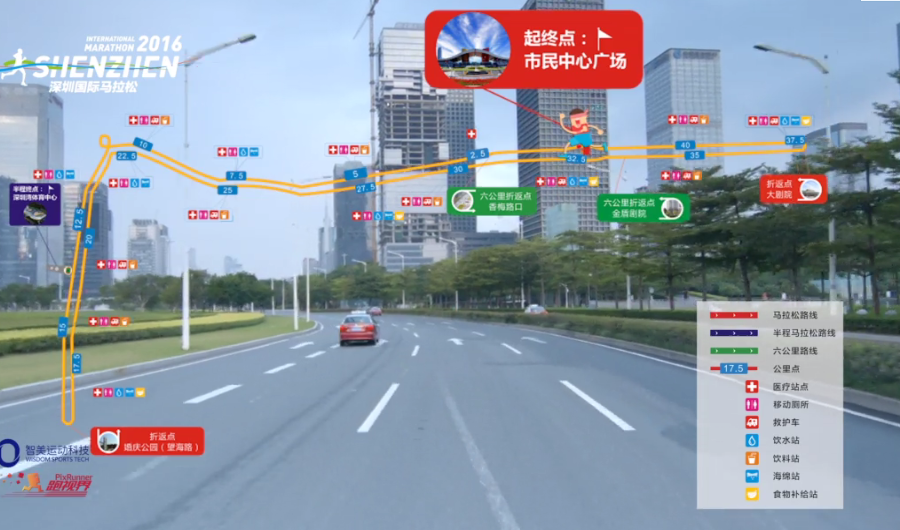 INTERNATIONAL
MARATHON 2016
SHENZHEN
深圳国际马拉松
起终点：
市民中心广场
10
22.5
7.5
25
5
27.5
2.5
30
32.5
40
35
37.5
半程终点：
深圳湾体育中心
12.5
20
15
17.5
六公里折返点
香梅路口
六公里折返点
金盾剧院
折返点
大剧院
折返点
婚庆公园（望海路）
智美运动科技
WISDOM SPORTS TECH
PixRunner
跑视界
马拉松路线
半程马拉松路线
六公里路线
17.5
公里点
医疗站点
移动厕所
救护车
饮水站
饮料站
海绵站
食物补给站